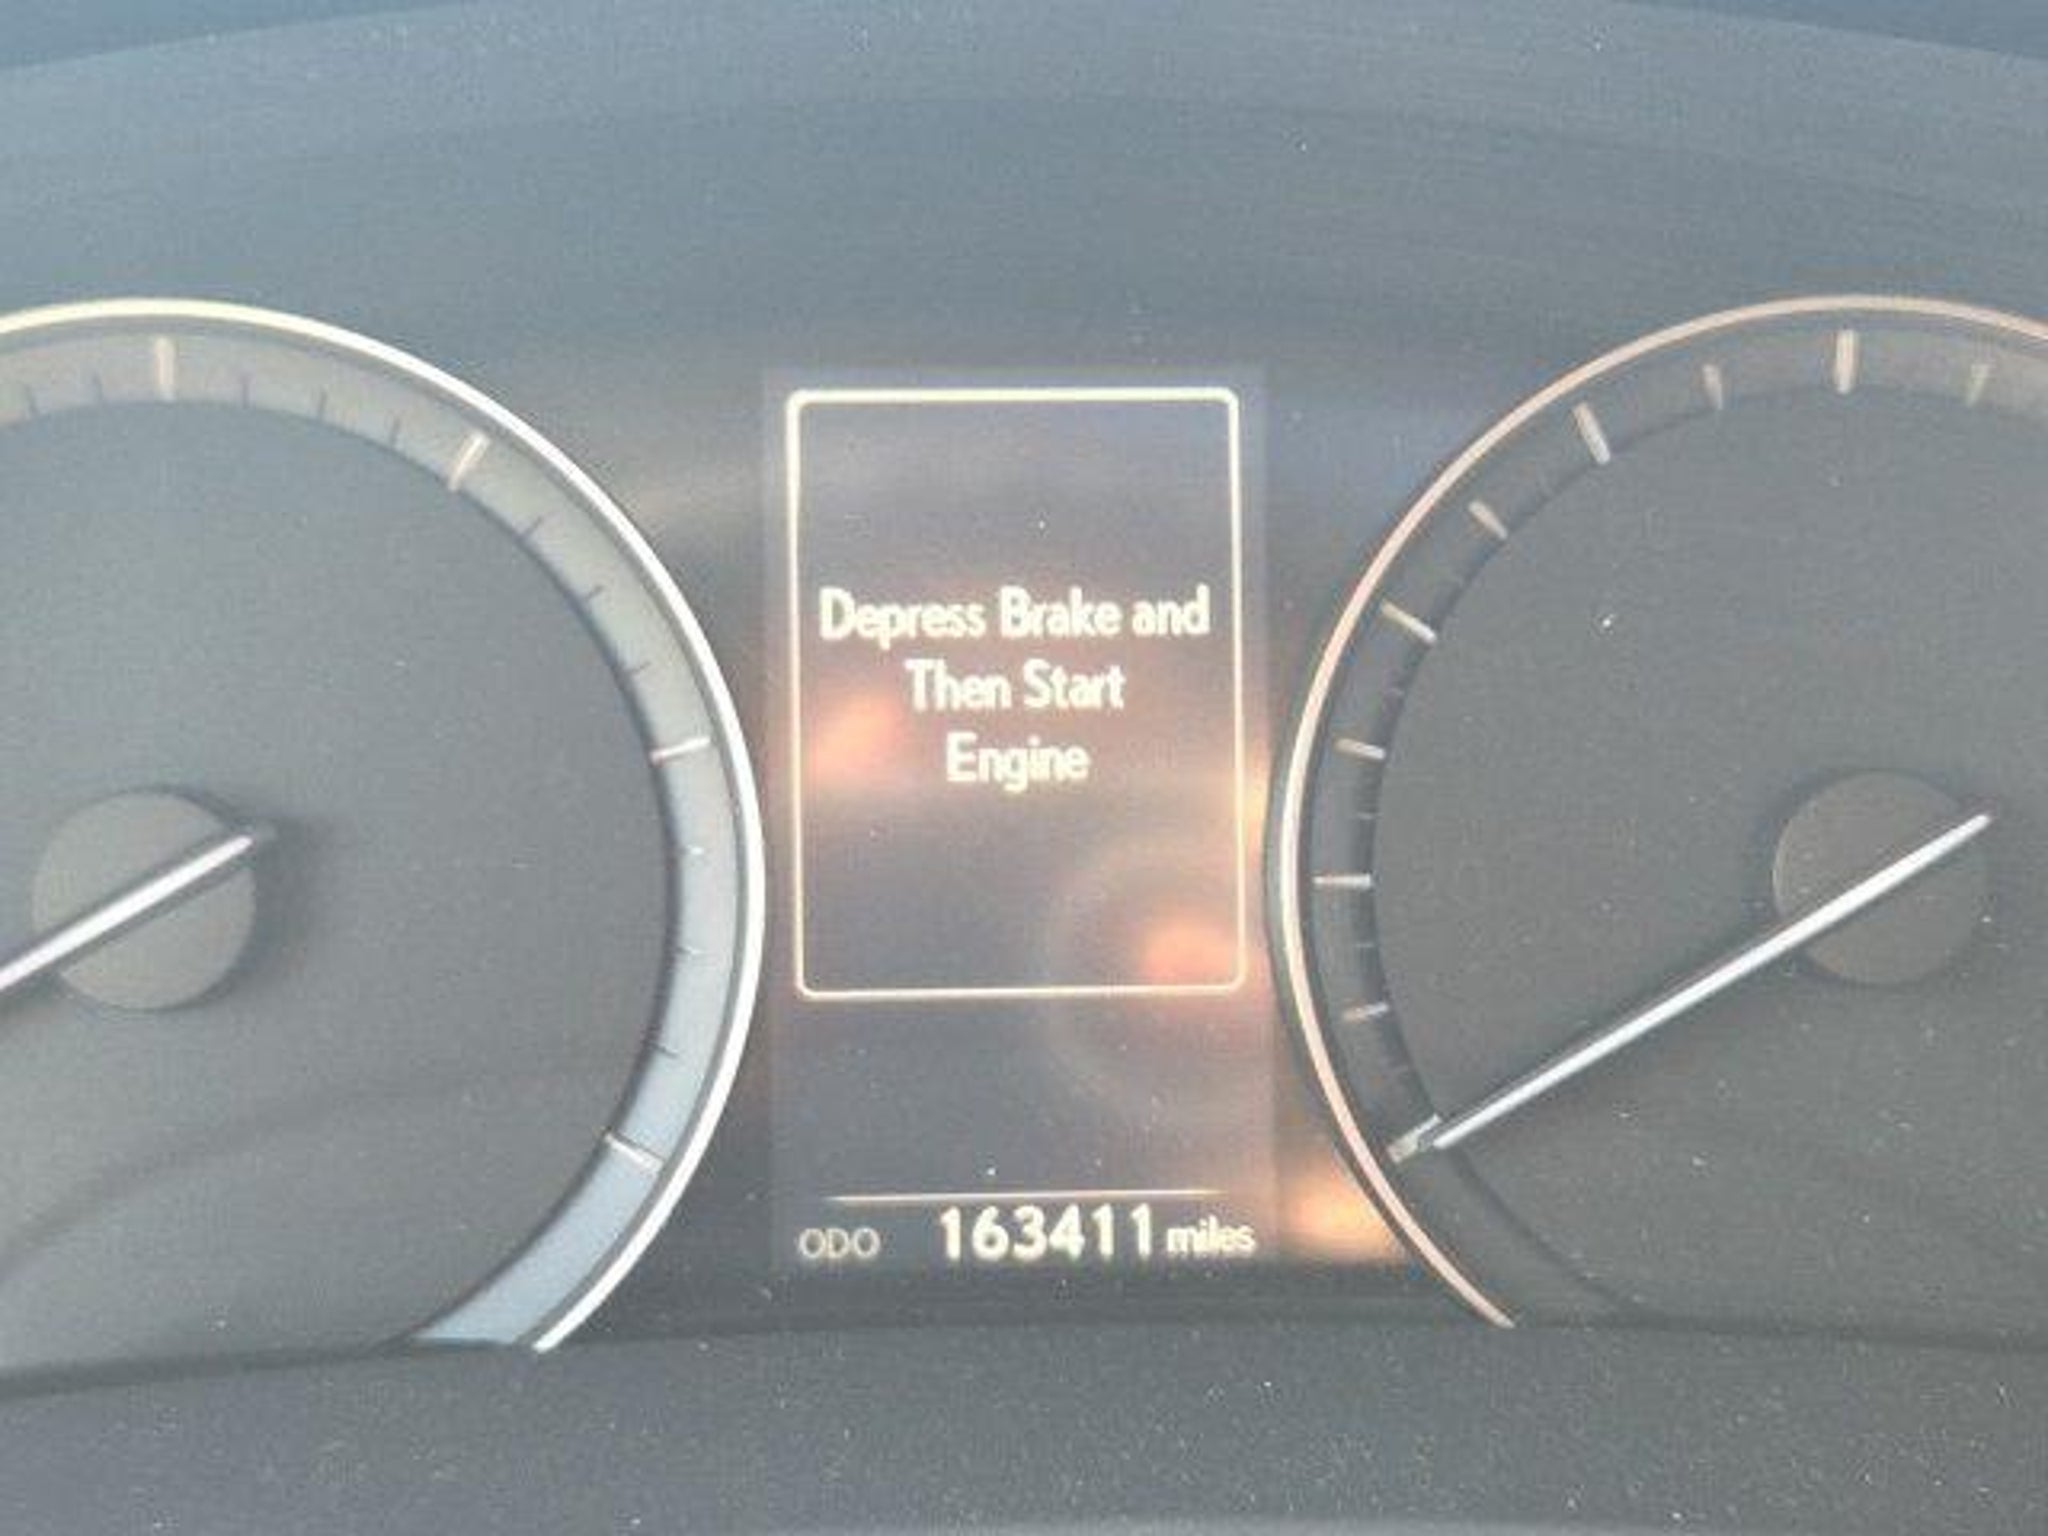 Depress Brake and
Then Start
Engine
ODO 163411 miles